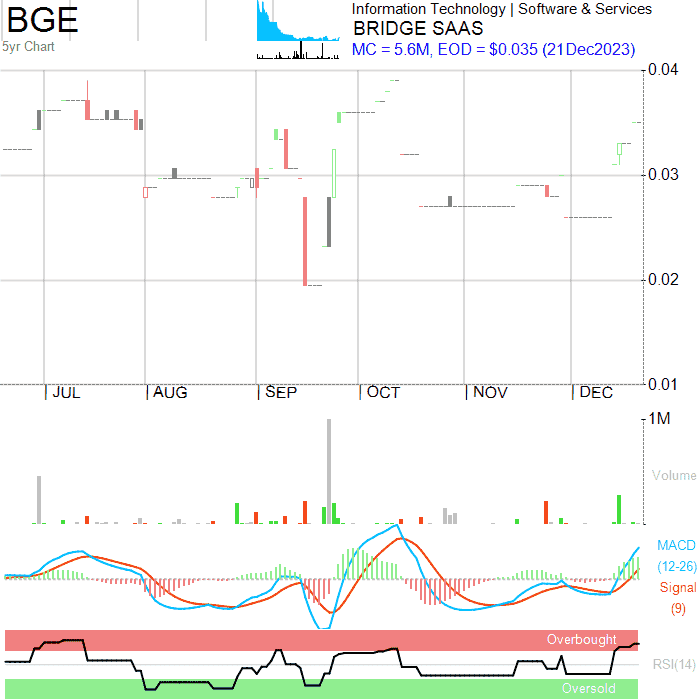 BGE
5yr Chart
Information Technology | Software & Services
BRIDGE SAAS
MC = 5.6M, EOD = $0.035 (21Dec2023)
0.04
0.03
0.02
0.01
JUL
AUG
SEP
OCT
NOV
DEC
1M
Volume
MACD
(12-26)
Signal
(9)
Overbought
RSI(14)
Oversold